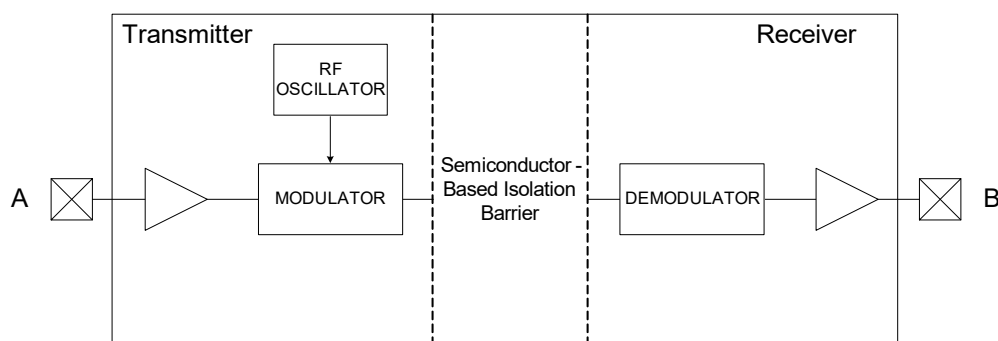 Transmitter
Receiver
RF
OSCILLATOR
A
MODULATOR
Semiconductor -
Based Isolation
Barrier
DEMODULATOR
B